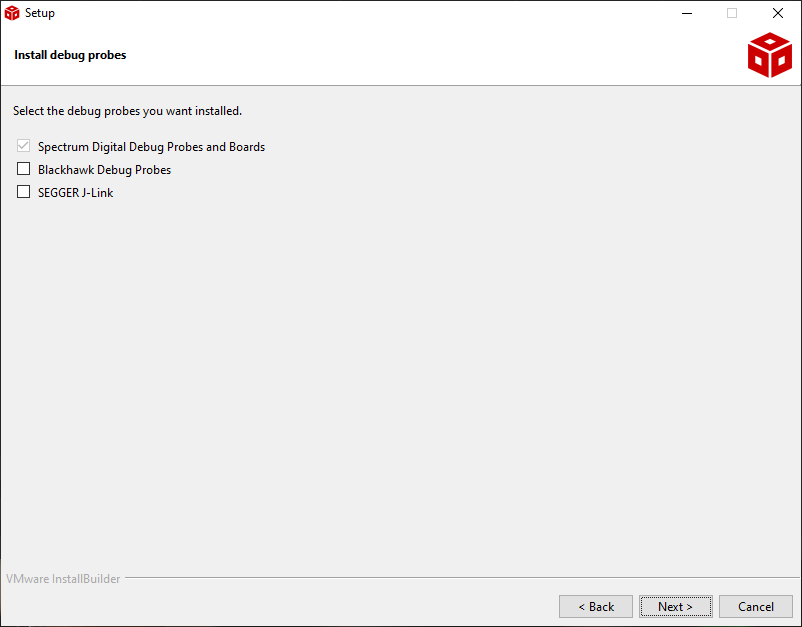 Setup
Install debug probes
Select the debug probes you want installed.
Spectrum Digital Debug Probes and Boards
Blackhawk Debug Probes
SEGGER J-Link
VMware InstallBuilder
< Back
Next >
Cancel